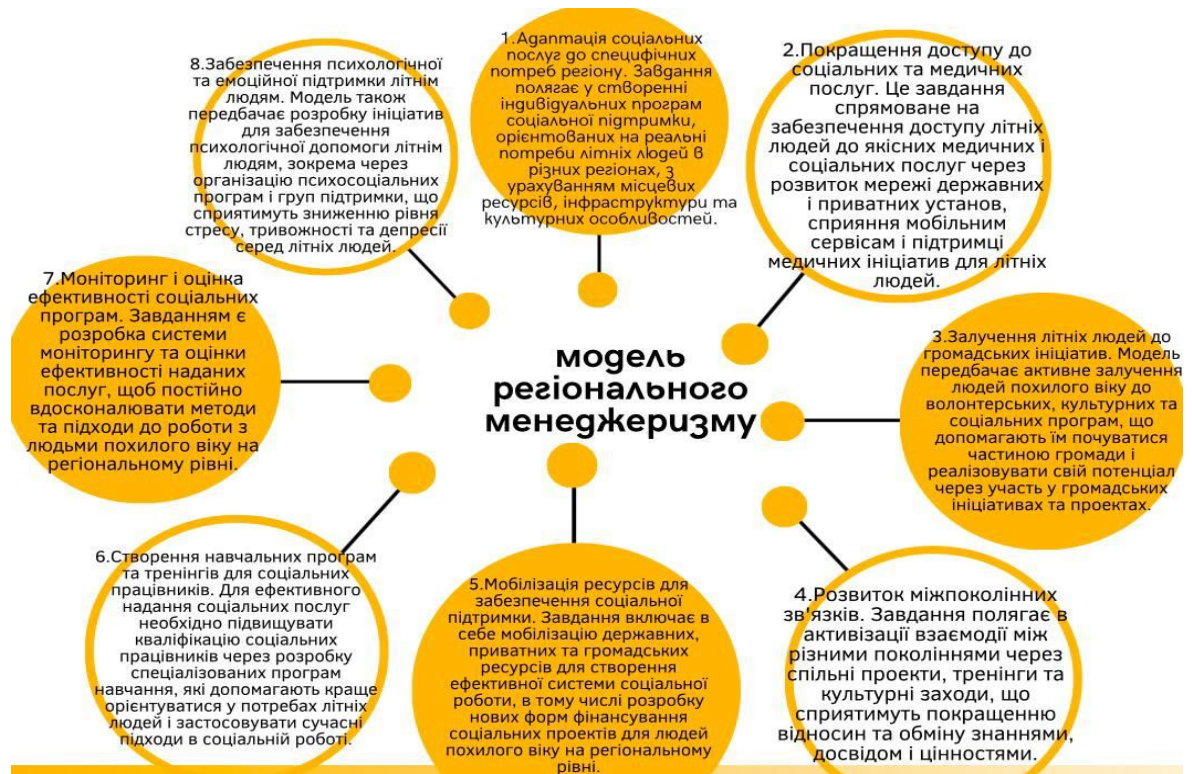 модель
регіонального
менеджеризму
1.Адаптація соціальних
послуг до специфічних
потреб регіону. Завдання
полягає у створенні
індивідуальних програм
соціальної підтримки,
орієнтованих на реальні
потреби літніх людей в
різних регіонах, з
урахуванням місцевих
ресурсів, інфраструктури та
культурних особливостей.
2.Покращення доступу до
соціальних та медичних
послуг. Це завдання
спрямоване на
забезпечення доступу літніх
людей до якісних медичних і
соціальних послуг через
розвиток мережі державних
і приватних установ,
сприяння мобільним
сервісам і підтримці
медичних ініціатив для літніх
людей.
3.Залучення літніх людей до
громадських ініціатив. Модель
передбачає активне залучення
людей похилого віку до
волонтерських, культурних та
соціальних програм, що
допомагають їм почуватися
частиною громади і
реалізовувати свій потенціал
через участь у громадських
ініціативах та проектах.
4.Розвиток міжпоколінних
зв'язків. Завдання полягає в
активізації взаємодії між
різними поколіннями через
спільні проекти, тренінги та
культурні заходи, що
сприятимуть покращенню
відносин та обміну знаннями,
досвідом і цінностями.
5.Мобілізація ресурсів для
забезпечення соціальної
підтримки. Завдання включає в
себе мобілізацію державних,
приватних та громадських
ресурсів для створення
ефективної системи соціальної
роботи, в тому числі розробку
нових форм фінансування
соціальних проектів для людей
похилого віку на регіональному
рівні.
6.Створення навчальних програм
та тренінгів для соціальних
працівників. Для ефективного
надання соціальних послуг
необхідно підвищувати
кваліфікацію соціальних
працівників через розробку
спеціалізованих програм
навчання, які допомагають краще
орієнтуватися у потребах літніх
людей і застосовувати сучасні
підходи в соціальній роботі.
7.Моніторинг і оцінка
ефективності соціальних
програм. Завданням є
розробка системи
моніторингу та оцінки
ефективності наданих
послуг, щоб постійно
вдосконалювати методи
та підходи до роботи з
людьми похилого віку на
регіональному рівні.
8.Забезпечення психологічної
та емоційної підтримки літнім
людям. Модель також
передбачає розробку ініціатив
для забезпечення
психологічної допомоги літнім
людям, зокрема через
організацію психосоціальних
програм і груп підтримки, що
сприятимуть зниженню рівня
стресу, тривожності та депресії
серед літніх людей.